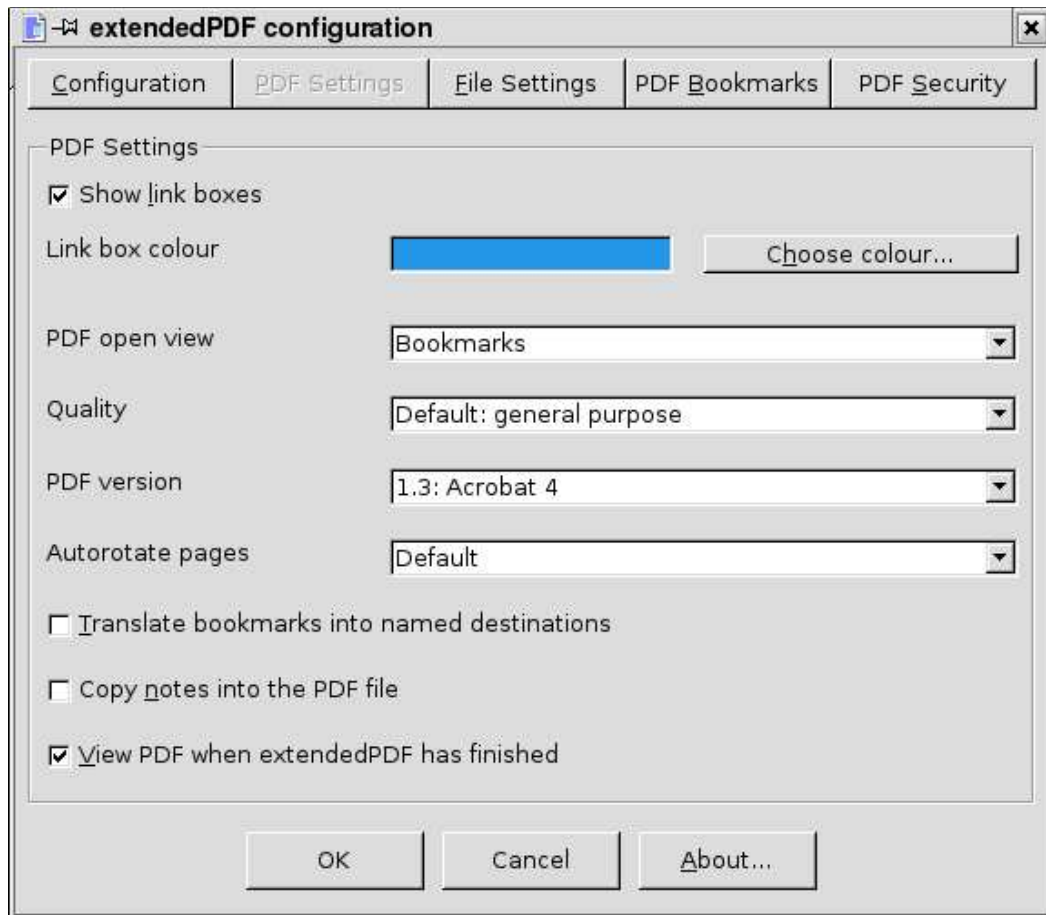 extendedPDF configuration
Configuration PDF Settings File Settings PDF Bookmarks PDF Security
PDF Settings
Show link boxes
Link box colour Choose colour...
PDF open view Bookmarks
Quality Default: general purpose
PDF version 1.3: Acrobat 4
Autorotate pages Default
Translate bookmarks into named destinations
Copy notes into the PDF file
View PDF when extendedPDF has finished
OK Cancel About...